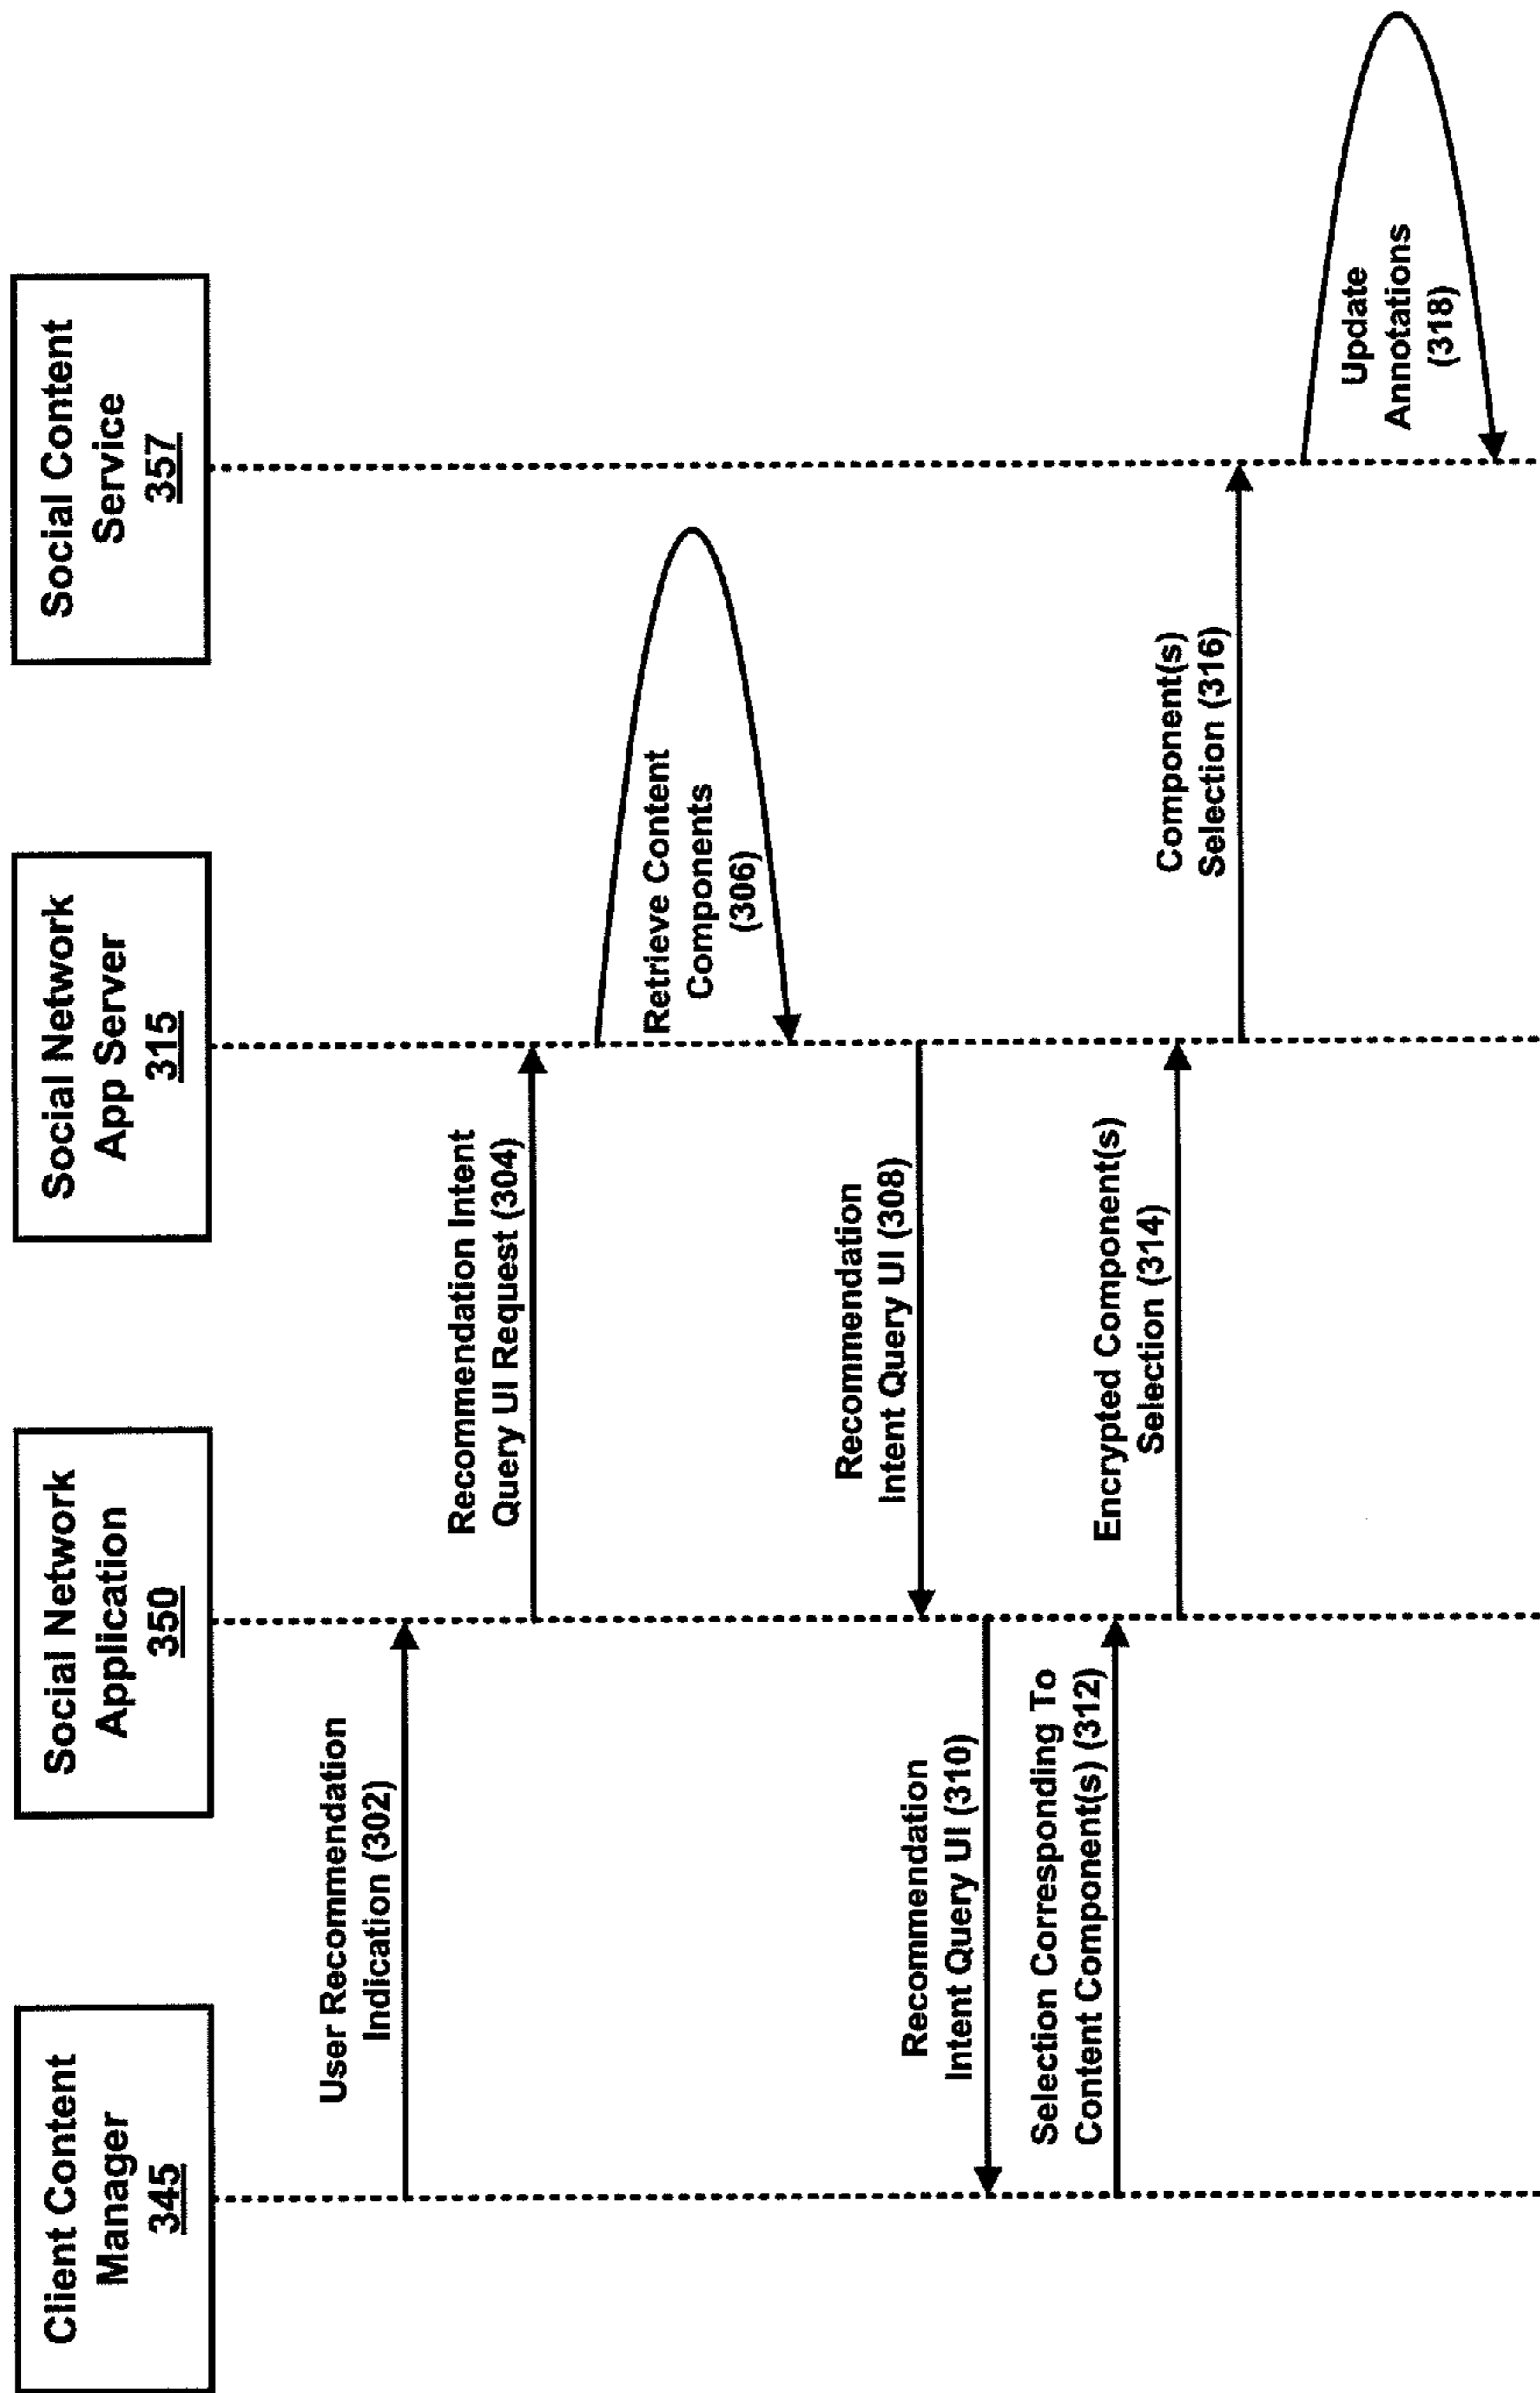 Client Content
Manager
345
Social Network
Application
350
Social Network
App Server
315
Social Content
Service
357
User Recommendation
Indication (302)
Recommendation Intent
Query UI Request (304)
Retrieve Content
Components
(306)
Recommendation
Intent Query UI (308)
Recommendation
Intent Query UI (310)
Selection Corresponding To
Content Component(s) (312)
Encrypted Component(s)
Selection (314)
Component(s)
Selection (316)
Update
Annotations
(318)